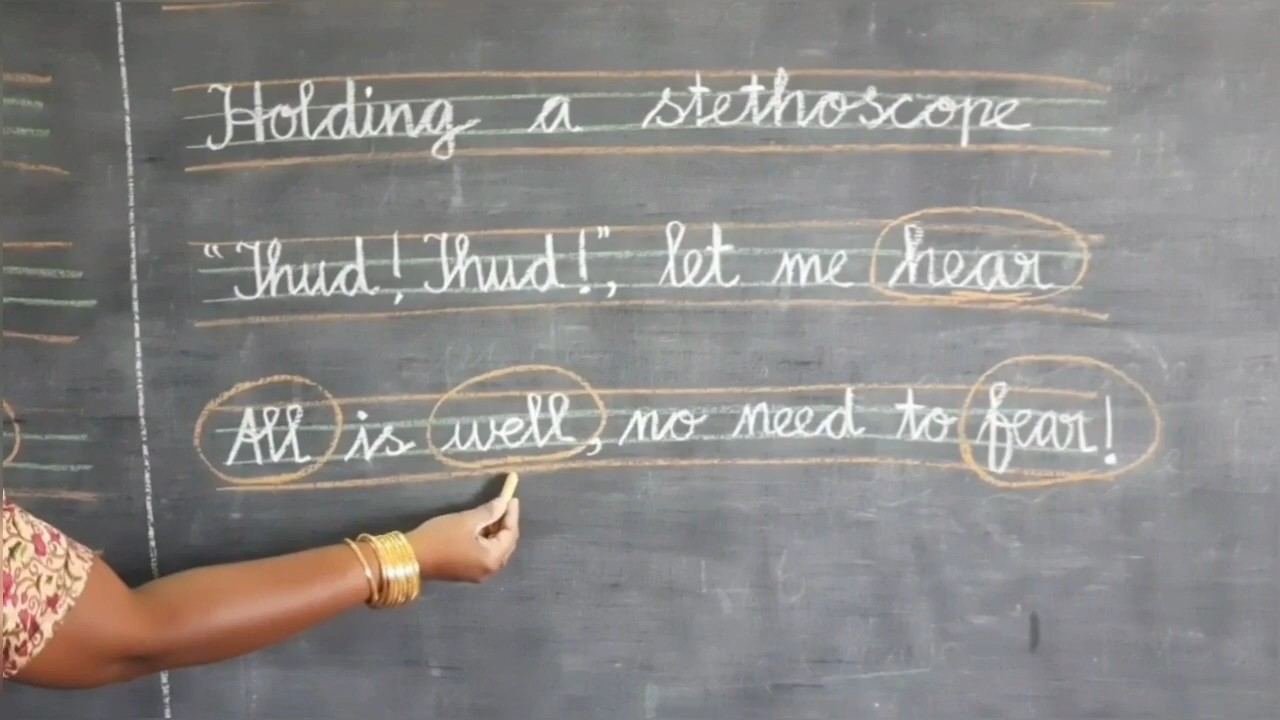 Holding a stethoscope
“Thud! Thud!”, let me hear
All is well, no need to fear!